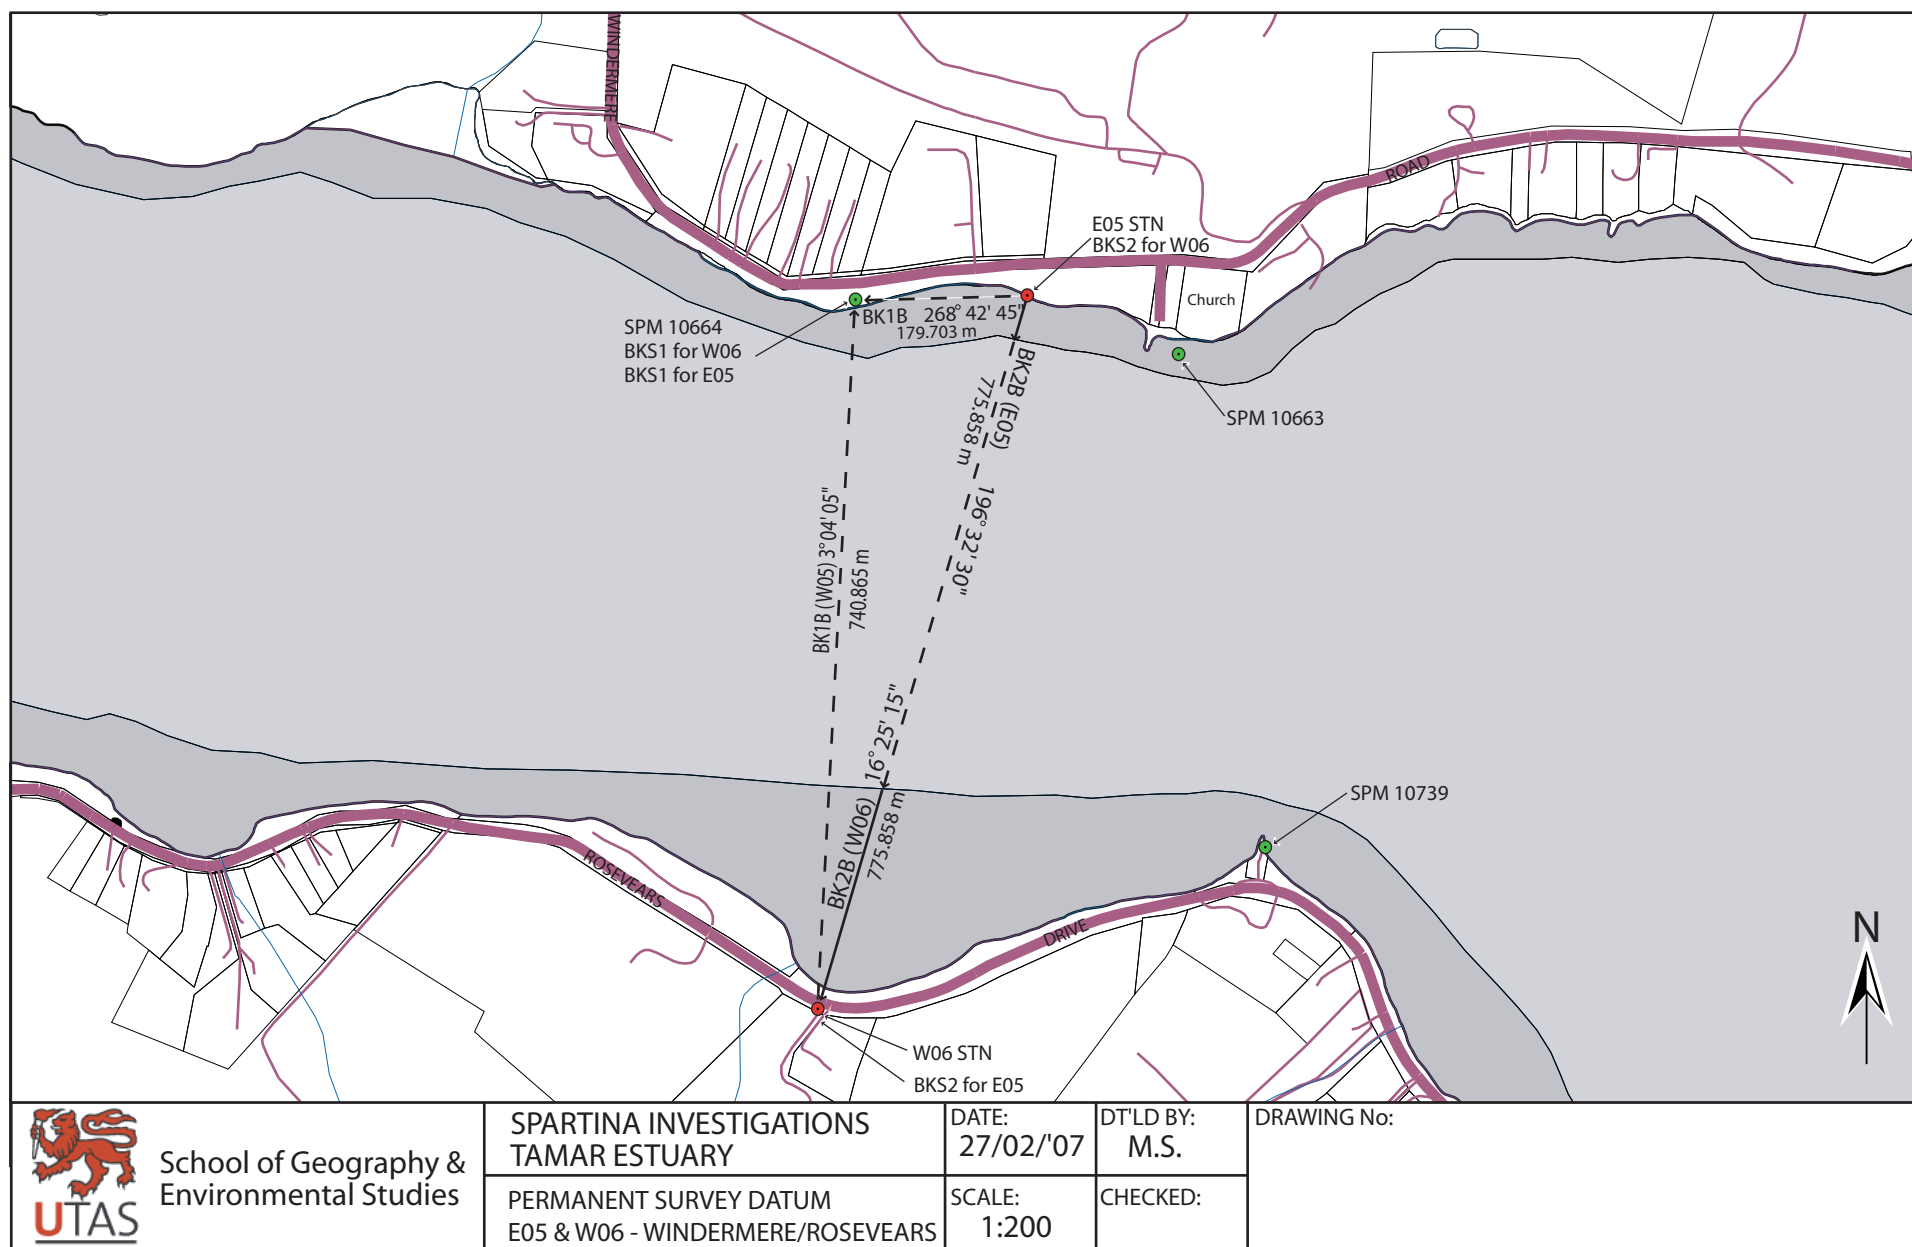 WINDERMERE
ROAD
E05 STN
BKS2 for W06
Church
SPM 10664
BKS1 for W06
BKS1 for E05
BK1B 268° 42' 45"
179.703 m
SPM 10663
BK2B (E05) 196° 32' 30"
775.858 m
BK1B (W05) 3° 04' 05"
740.865 m
BK2B (W06) 16° 25' 15"
775.858 m
SPM 10739
ROSEVEARS
DRIVE
W06 STN
BKS2 for E05
N
UTAS
School of Geography &
Environmental Studies
SPARTINA INVESTIGATIONS
TAMAR ESTUARY
PERMANENT SURVEY DATUM
E05 & W06 - WINDERMERE/ROSEVEARS
DATE:
27/02/'07
DT'LD BY:
M.S.
SCALE:
1:200
CHECKED:
DRAWING No: